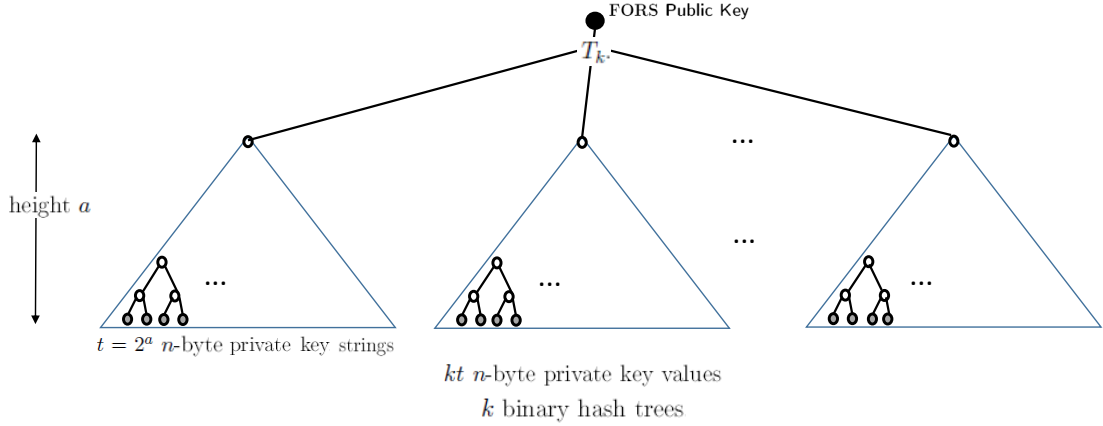 FORS Public Key
T_k.
...
height a
...
... ... ...
t = 2^a n-byte private key strings
kt n-byte private key values
k binary hash trees